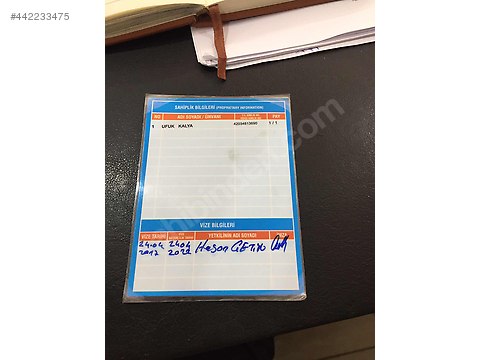 #442233475
SAHİPLİK BİLGİLERİ (PROPRIETARY INFORMATION)
NO ADI SOYADI / ÜNVANI PAY
1 UFUK KALYA 1 / 1
VİZE BİLGİLERİ
VİZE TARİHİ YETKİLİNİN ADI SOYADI İMZA
24.04 24.04 Hasan
2017 2022